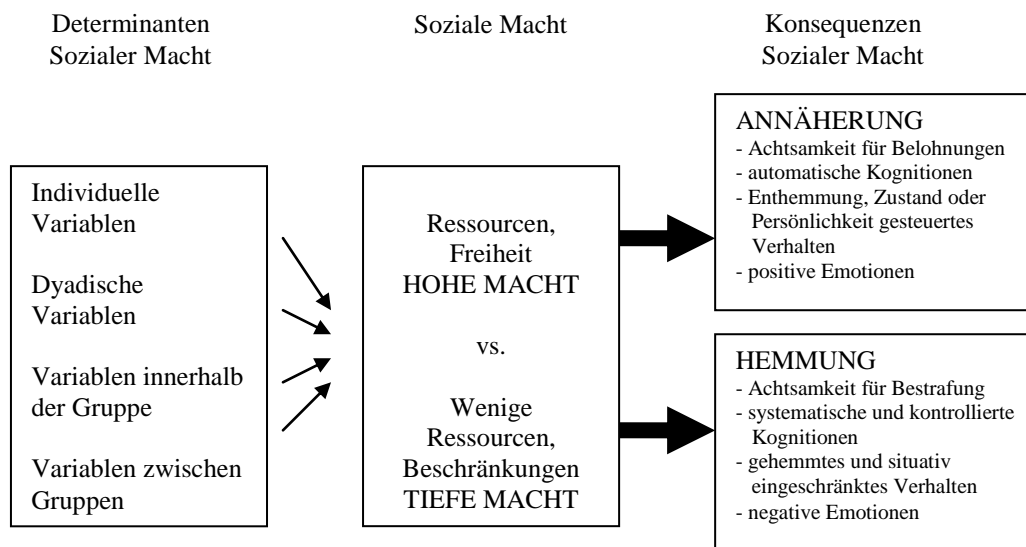 Determinanten
Sozialer Macht
Soziale Macht
Konsequenzen
Sozialer Macht
Individuelle
Variablen
Dyadische
Variablen
Variablen innerhalb
der Gruppe
Variablen zwischen
Gruppen
Ressourcen,
Freiheit
HOHE MACHT
vs.
Wenige
Ressourcen,
Beschränkungen
TIEFE MACHT
ANNÄHERUNG
- Achtsamkeit für Belohnungen
- automatische Kognitionen
- Enthemmung, Zustand oder
Persönlichkeit gesteuertes
Verhalten
- positive Emotionen
HEMMUNG
- Achtsamkeit für Bestrafung
- systematische und kontrollierte
Kognitionen
- gehemmtes und situativ
eingeschränktes Verhalten
- negative Emotionen